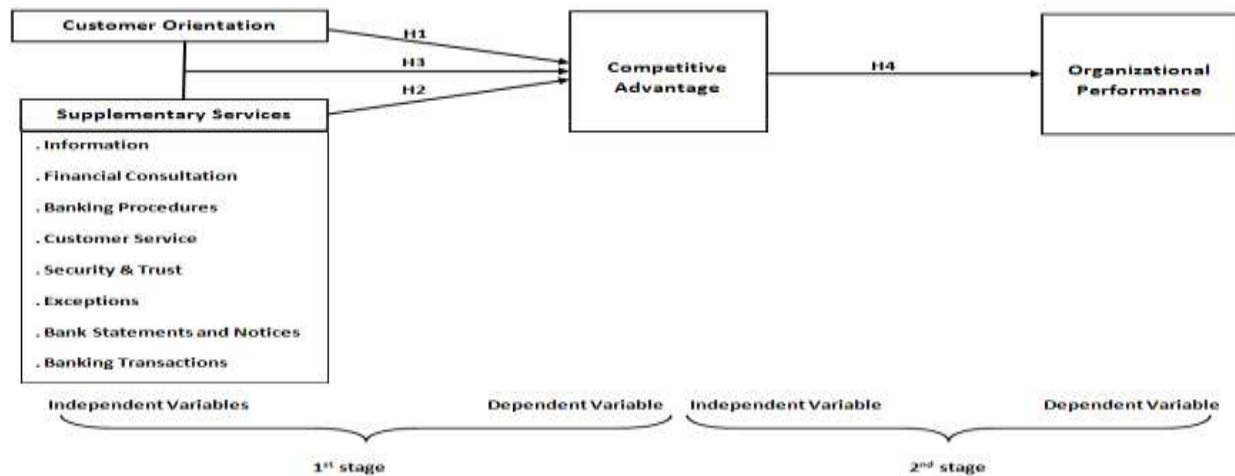 Customer Orientation
H1
H3
H2
Competitive
Advantage
H4
Organizational
Performance
Supplementary Services
. Information
. Financial Consultation
. Banking Procedures
. Customer Service
. Security & Trust
. Exceptions
. Bank Statements and Notices
. Banking Transactions
Independent Variables
Dependent Variable
Independent Variable
Dependent Variable
1st stage
2nd stage